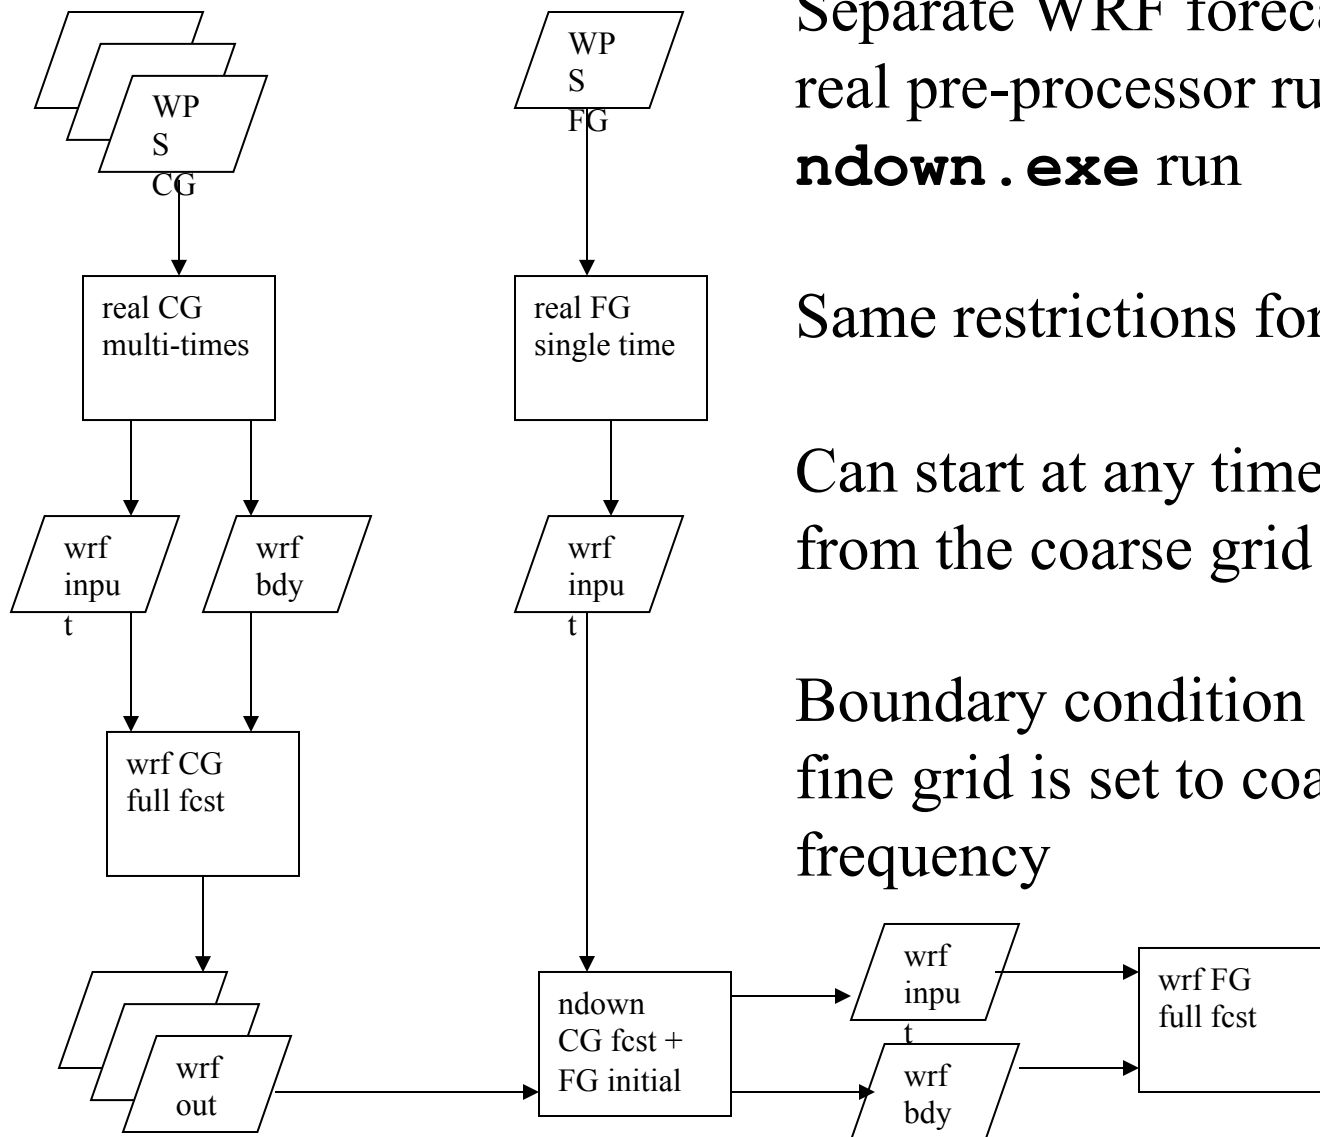 WP
S
CG
WP
S
FG
Separate WRF
real pre-processor
ndown.exe run
real CG
multi-times
real FG
single time
Same restrictions for
Can start at any time
from the coarse grid
wrf
inpu
t
wrf
bdy
wrf
inpu
t
Boundary condition
fine grid is set to
frequency
wrf CG
full fcst
wrf
out
ndown
CG fcst +
FG initial
wrf
inpu
t
wrf
bdy
wrf FG
full fcst